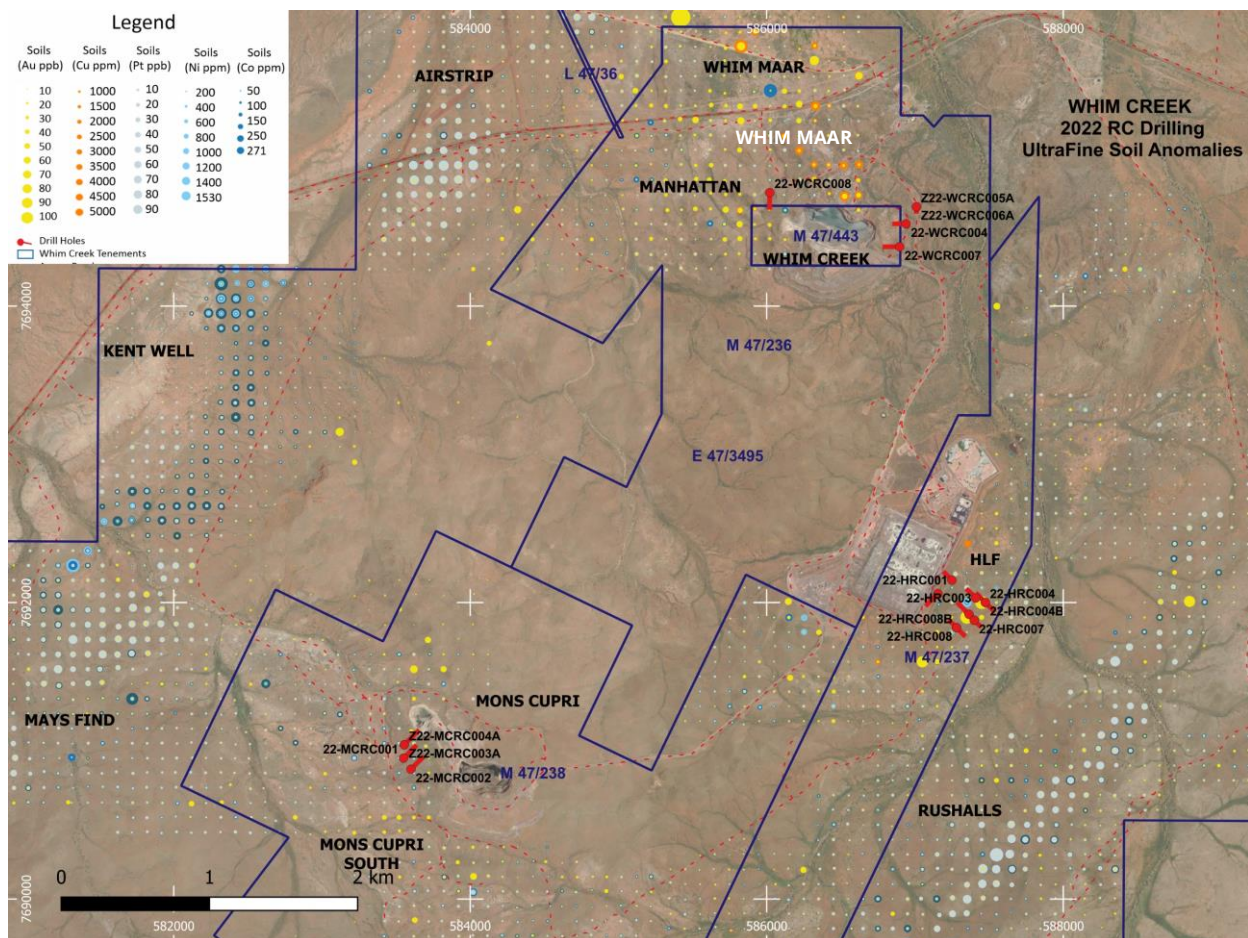 Legend
Soils
(Au ppb)
10
20
30
40
50
60
70
80
90
100
Soils
(Cu ppm)
1000
1500
2000
2500
3000
3500
4000
4500
5000
Soils
(Pt ppb)
10
20
30
40
50
60
70
80
90
Soils
(Ni ppm)
200
400
600
800
1000
1200
1400
1530
Soils
(Co ppm)
50
100
150
250
271
Drill Holes
Whim Creek Tenements
584000
586000
588000
WHIM CREEK
2022 RC Drilling
UltraFine Soil Anomalies
AIRSTRIP
L 47/36
WHIM MAAR
WHIM MAAR
MANHATTAN
22-WCRC008
Z22-WCRC005A
Z22-WCRC006A
22-WCRC004
22-WCRC007
M 47/443
WHIM CREEK
7694000
KENT WELL
M 47/236
E 47/3495
HLF
22-HRC001
22-HRC003
22-HRC004
22-HRC004B
22-HRC008B
22-HRC007
22-HRC008
M 47/237
7692000
MAYS FIND
MONS CUPRI
22-MCRC001
Z22-MCRC004A
Z22-MCRC003A
22-MCRC002
M 47/238
MONS CUPRI
SOUTH
RUSHALLS
0 1 2 km
7690000
582000
584000
586000
588000